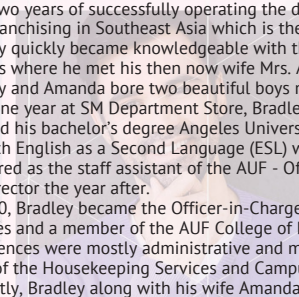 two years of successfully operating the d
anchising in Southeast Asia which is the
y quickly became knowledgeable with t
s where he met his then now wife Mrs. A
y and Amanda bore two beautiful boys n
one year at SM Department Store, Bradle
d his bachelor's degree Angeles Univers
ch English as a Second Language (ESL) w
red as the staff assistant of the AUF - Of
rector the year after.
0, Bradley became the Officer-in-Charge
es and a member of the AUF College of
ences were mostly administrative and m
of the Housekeeping Services and Camp
tly, Bradley along with his wife Amanda